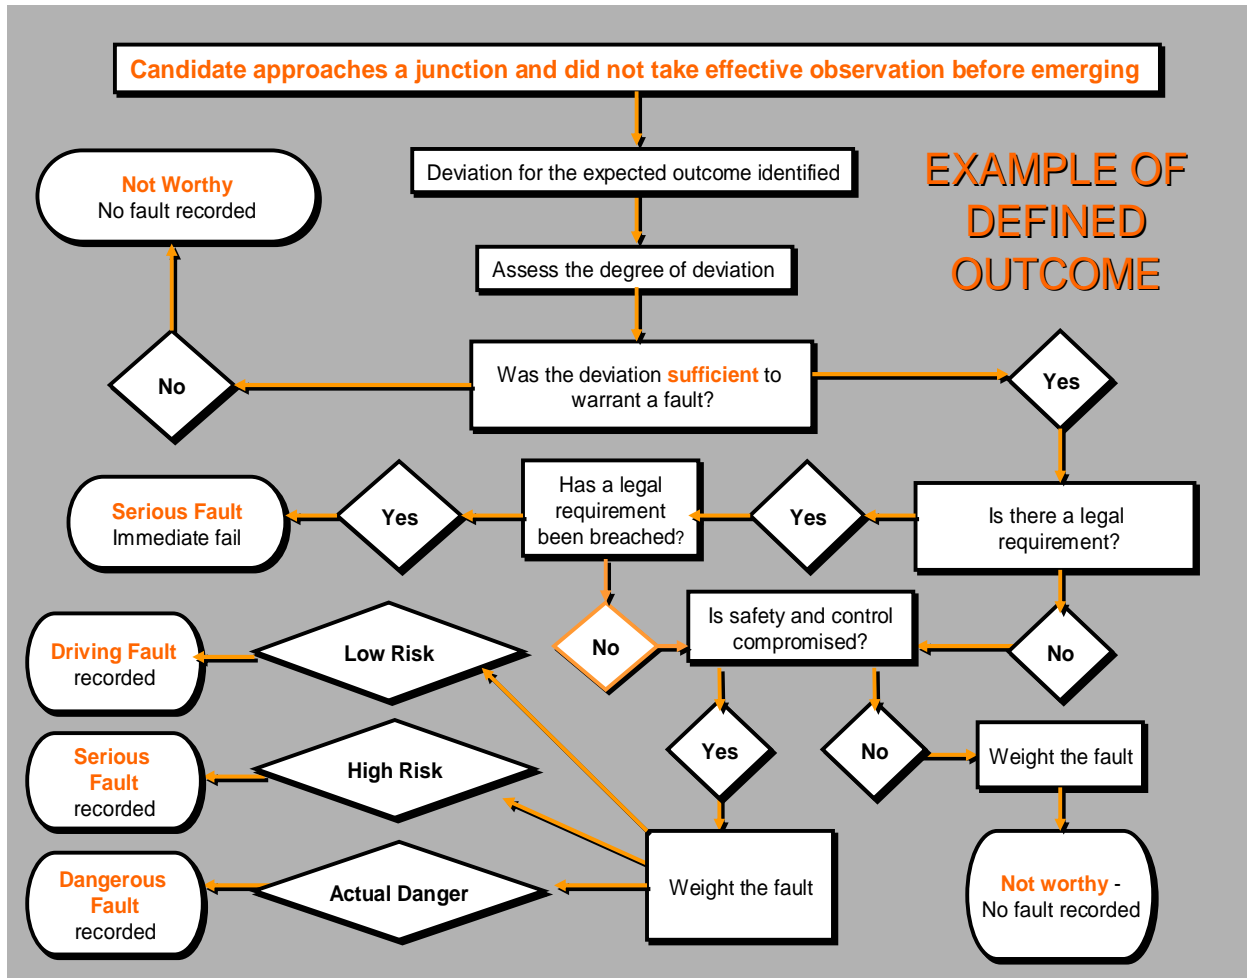 Candidate approaches a junction and did not take effective observation before emerging
Deviation for the expected outcome identified
EXAMPLE OF
DEFINED
OUTCOME
Not Worthy
No fault recorded
Assess the degree of deviation
No
Was the deviation sufficient to
warrant a fault?
Yes
Serious Fault
Immediate fail
Yes
Has a legal
requirement
been breached?
Yes
Is there a legal
requirement?
Driving Fault
recorded
Low Risk
No
Is safety and control
compromised?
No
Serious
Fault
recorded
High Risk
Yes
No
Weight the fault
Dangerous
Fault
recorded
Actual Danger
Weight the fault
Not worthy -
No fault recorded